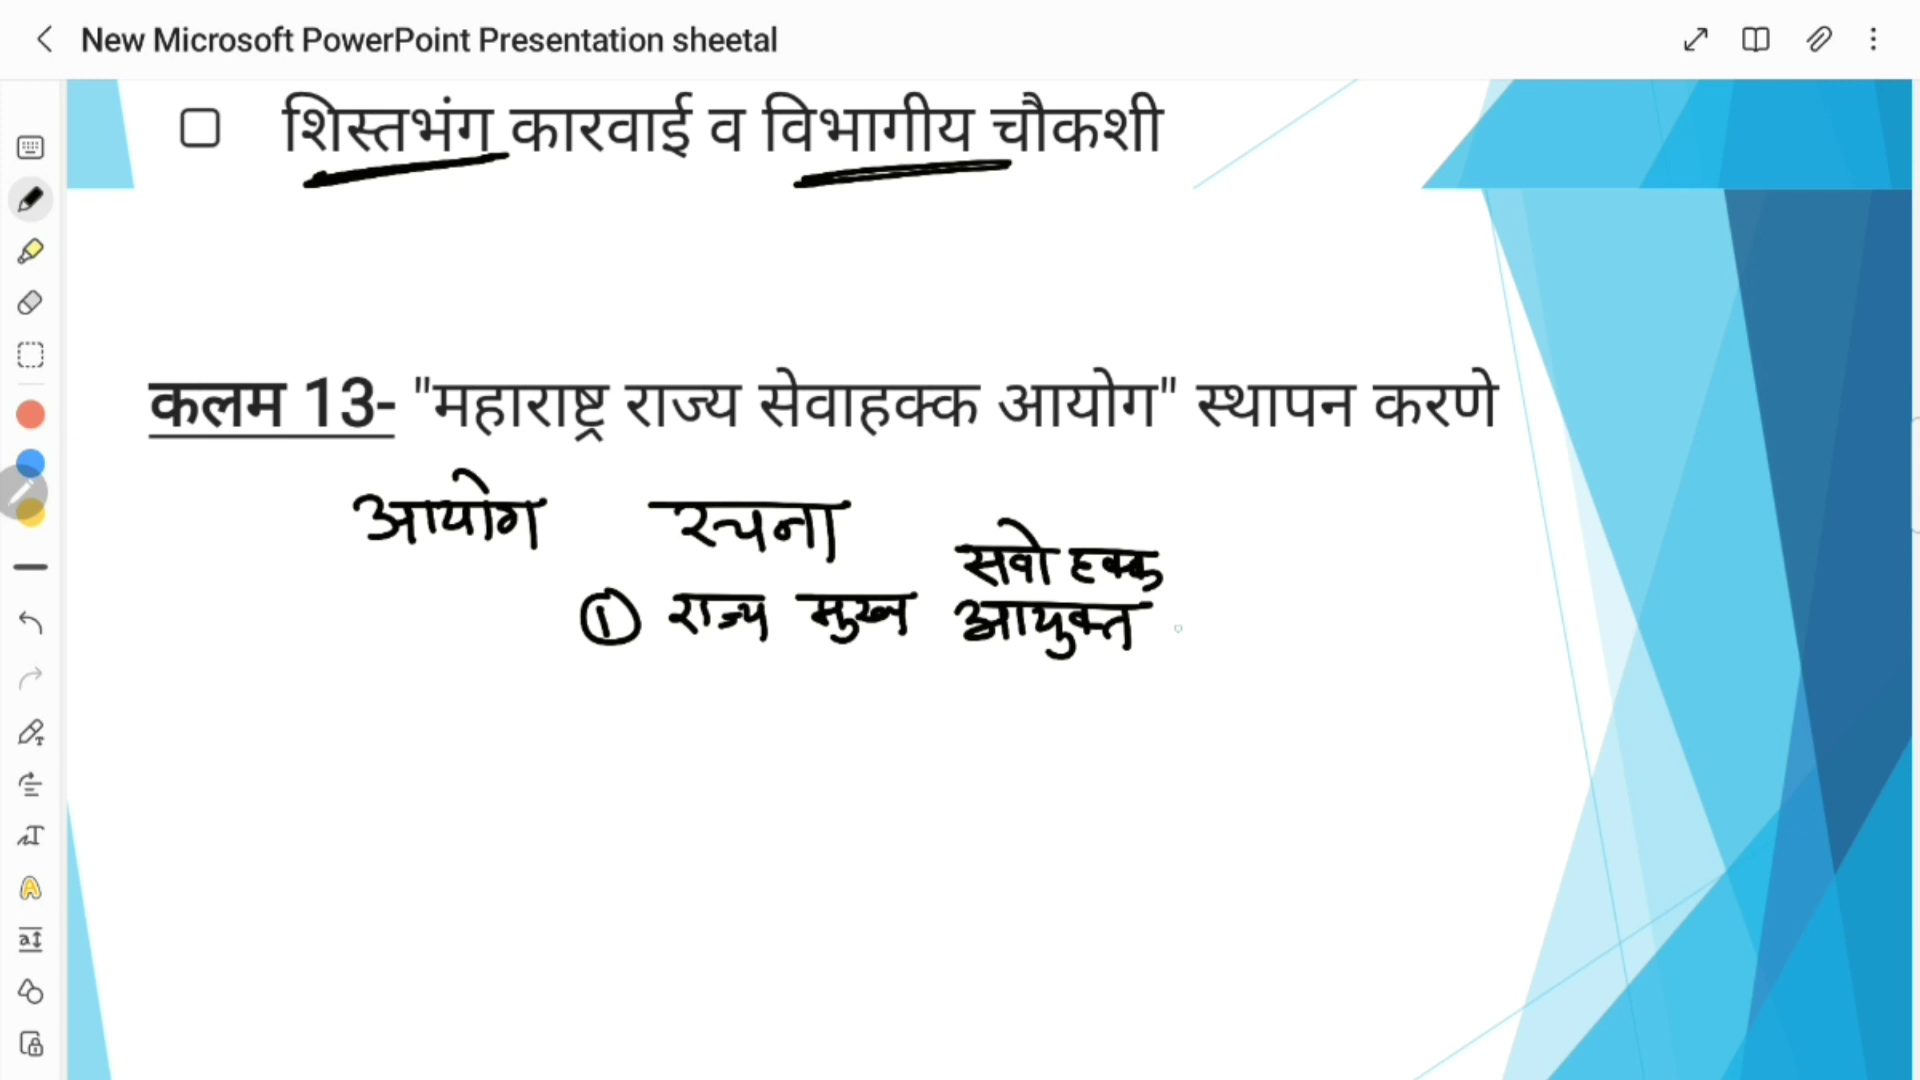 New Microsoft PowerPoint Presentation sheetal
शिस्तभंग कारवाई व विभागीय चौकशी
कलम 13- "महाराष्ट्र राज्य सेवाहक्क आयोग" स्थापन करणे
आयोग रचना
सेवा हक्क
① राज्य मुख्य आयुक्त